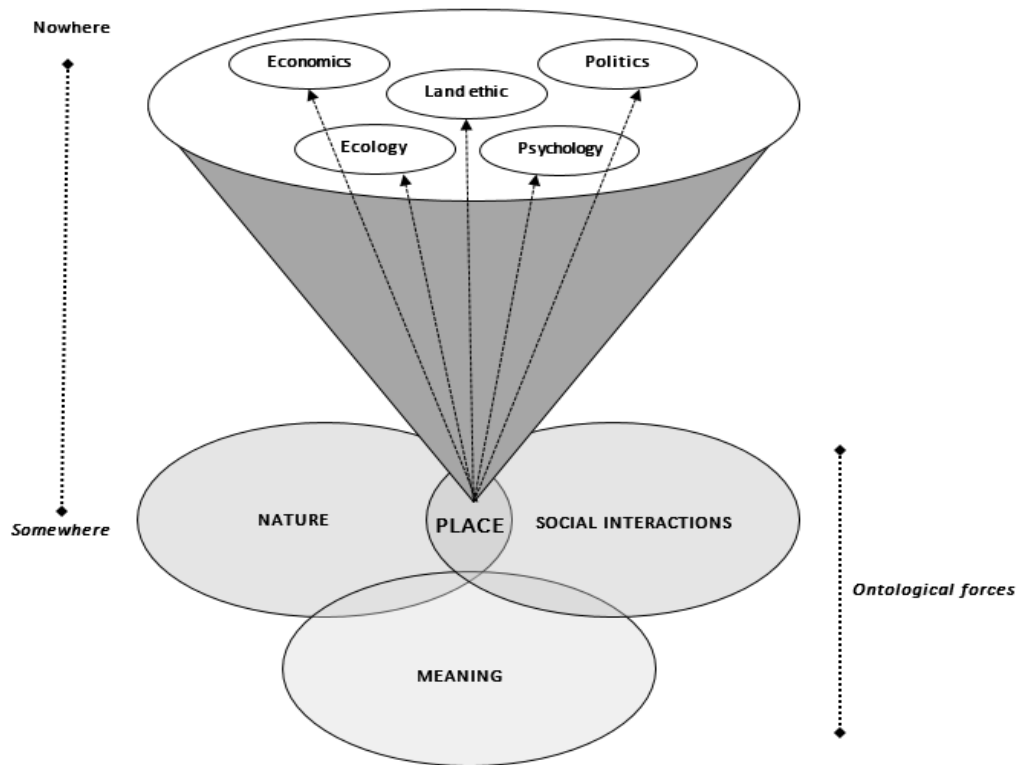 Nowhere
Economics
Politics
Land ethic
Ecology
Psychology
Somewhere
NATURE
PLACE
SOCIAL INTERACTIONS
Ontological forces
MEANING